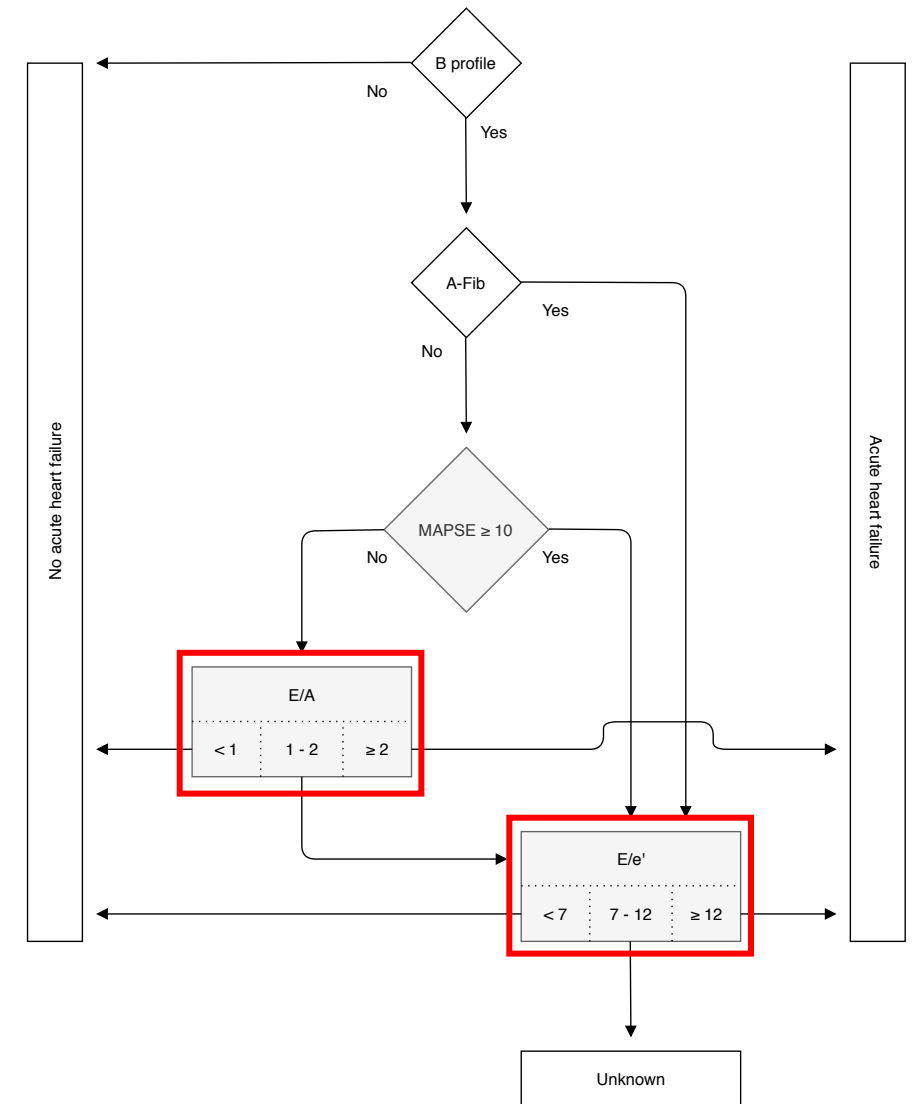 B profile
No
Yes
A-Fib
Yes
No
MAPSE ≥ 10
No
Yes
No acute heart failure
Acute heart failure
E/A
< 1
1 - 2
≥ 2
E/e'
< 7
7 - 12
≥ 12
Unknown